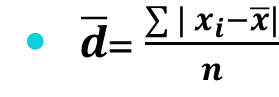 • d̅ = ∑ | xᵢ − x̅ | / n